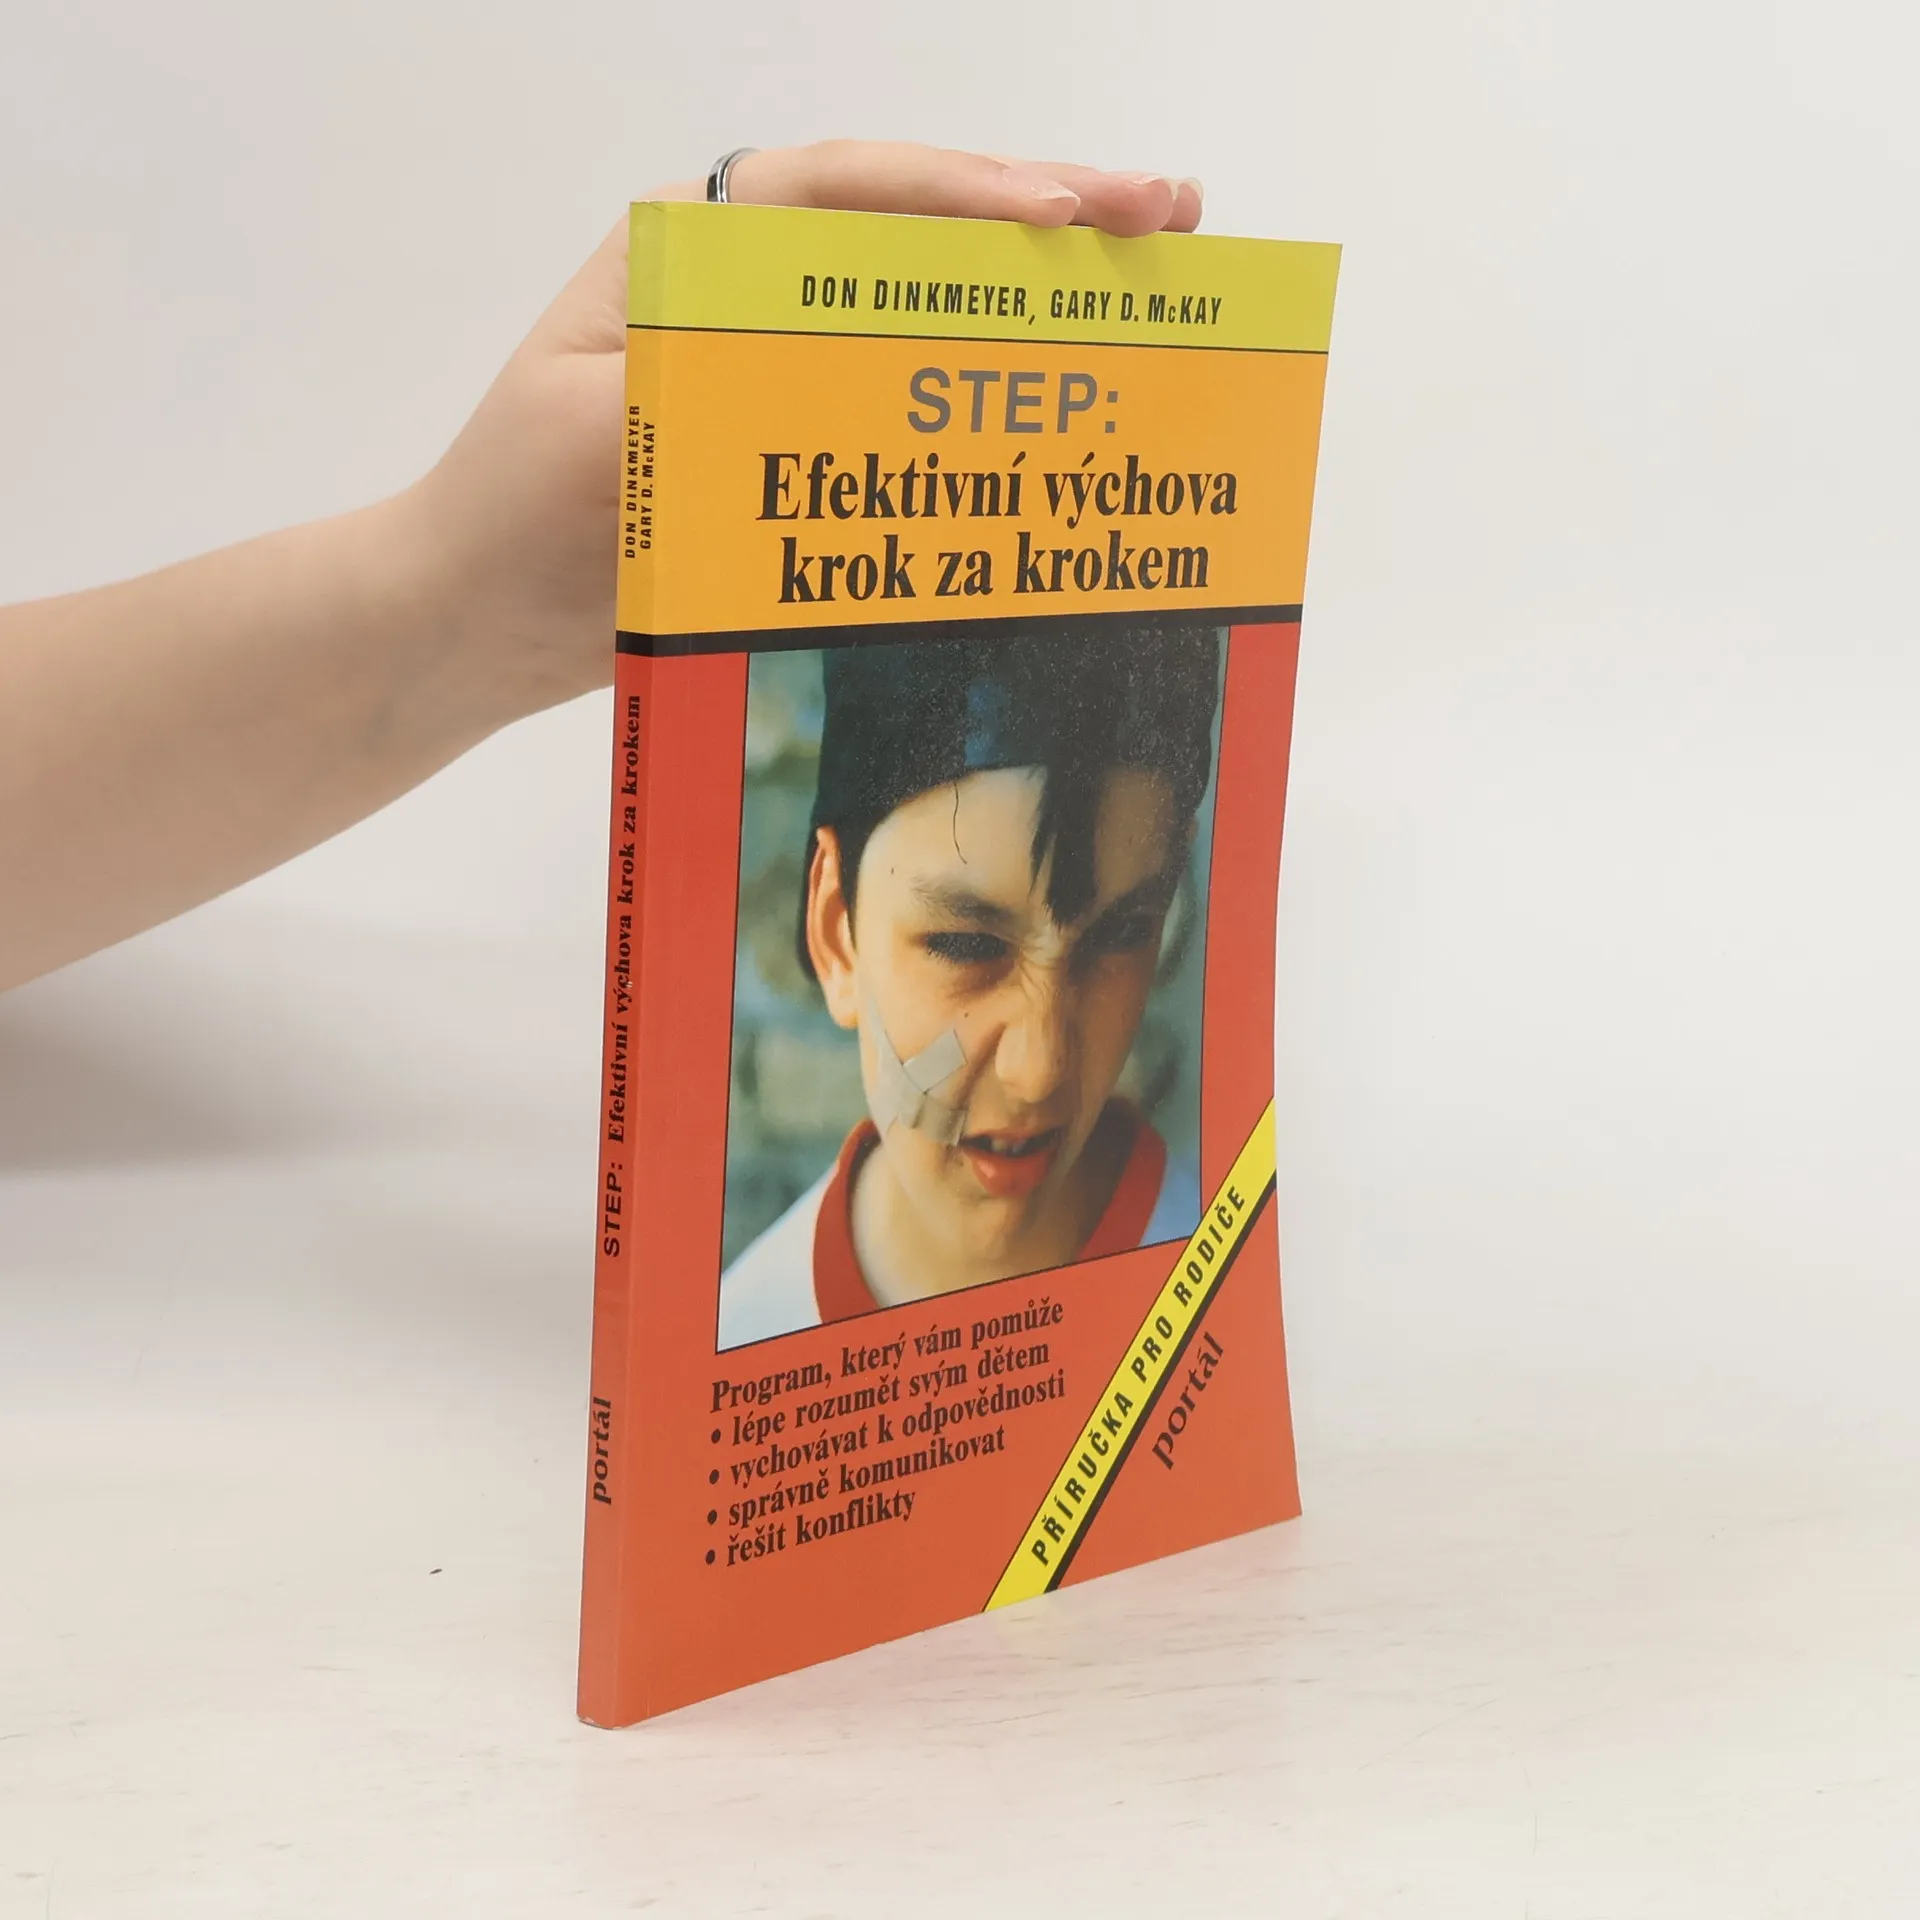 DON DINKMEYER, GARY D. McKAY
STEP:
Efektivní výchova
krok za krokem
Program, který vám pomůže
• lépe rozumět svým dětem
• vychovávat k odpovědnosti
• správně komunikovat
• řešit konflikty
PŘÍRUČKA PRO RODIČE
portál
DON DINKMEYER
GARY D. McKAY
STEP: Efektivní výchova krok za krokem
portál